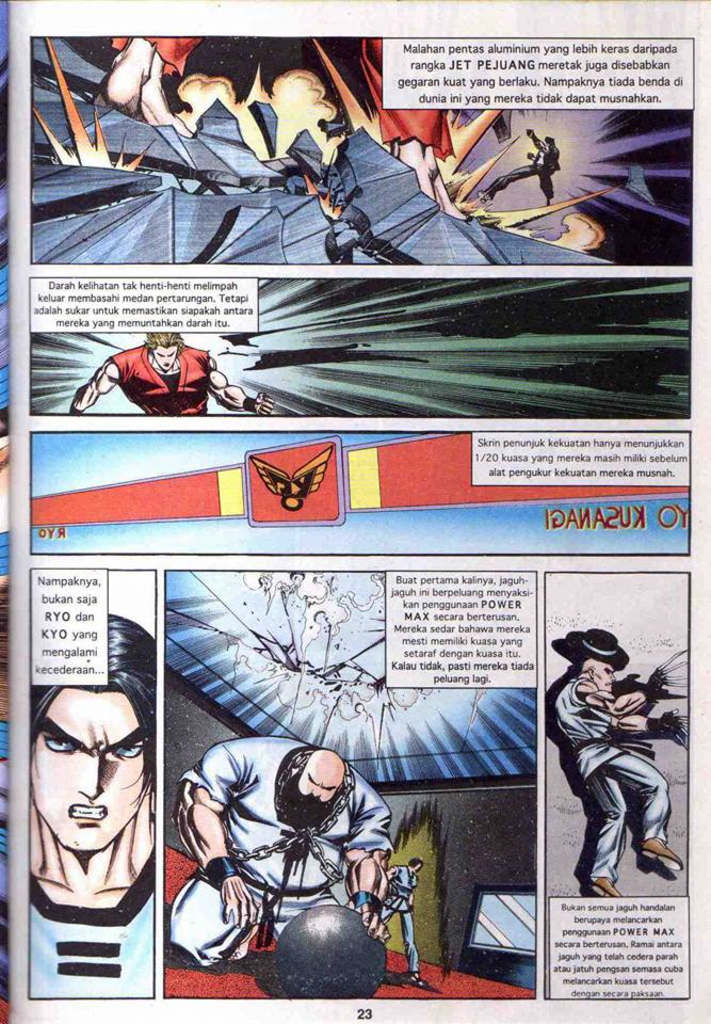 Malahan pentas aluminium yang lebih keras daripada
rangka JET PEJUANG meretak juga disebabkan
gegaran kuat yang berlaku. Nampaknya tiada benda di
dunia ini yang mereka tidak dapat musnahkan.
Darah kelihatan tak henti-henti melimpah
keluar membasahi medan pertarungan. Tetapi
adalah sukar untuk memastikan siapakah antara
mereka yang memuntahkan darah itu.
Skrin penunjuk kekuatan hanya menunjukkan
1/20 kuasa yang mereka masih miliki sebelum
alat pengukur kekuatan mereka musnah.
RYO
YO KUSANAGI
Nampaknya,
bukan saja
RYO dan
KYO yang
mengalami
kecederaan...
Buat pertama kalinya, jaguh-
jaguh ini berpeluang menyaksi-
kan penggunaan POWER
MAX secara berterusan.
Mereka sedar bahawa mereka
mesti memiliki kuasa yang
setaraf dengan kuasa itu.
Kalau tidak, pasti mereka tiada
peluang lagi.
Bukan semua jaguh handalan
berupaya melancarkan
penggunaan POWER MAX
secara berterusan. Ramai antara
jaguh yang telah cedera parah
atau jatuh pengsan semasa cuba
melancarkan kuasa tersebut
dengan secara paksaan.
23